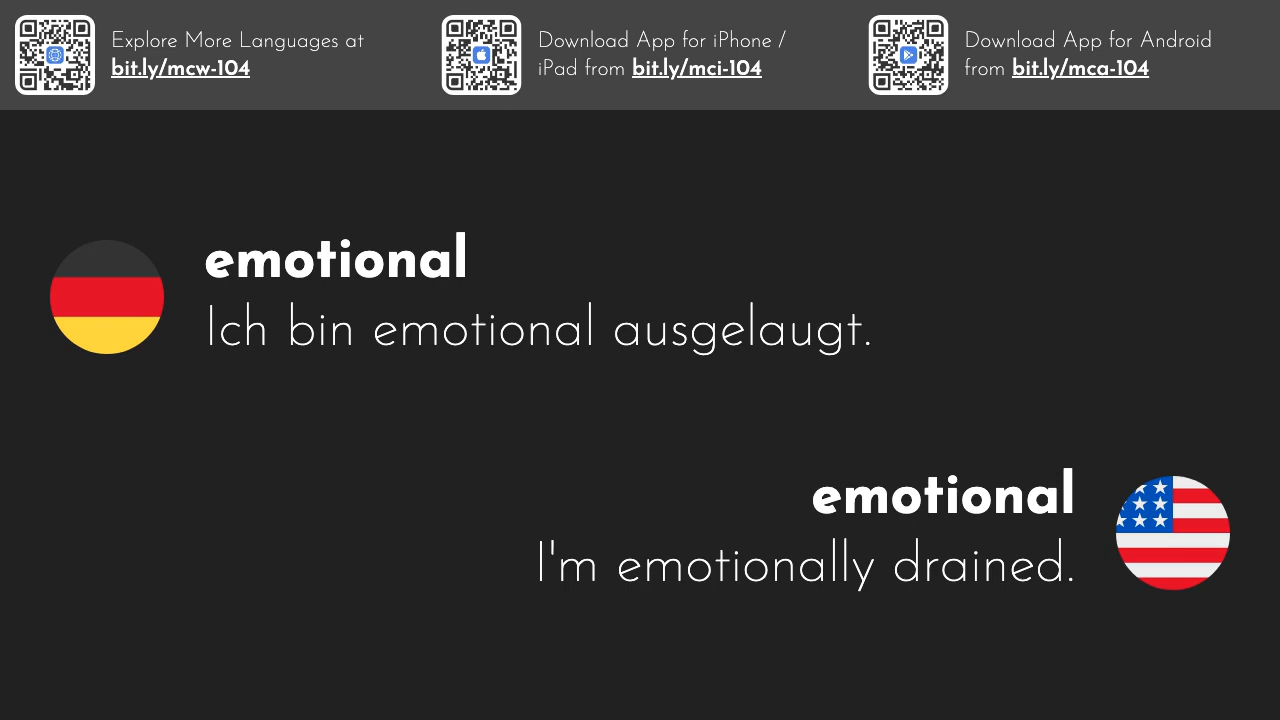 Explore More Languages at
bit.ly/mcw-104
Download App for iPhone /
iPad from bit.ly/mci-104
Download App for Android
from bit.ly/mca-104
emotional
Ich bin emotional ausgelaugt.
emotional
I'm emotionally drained.